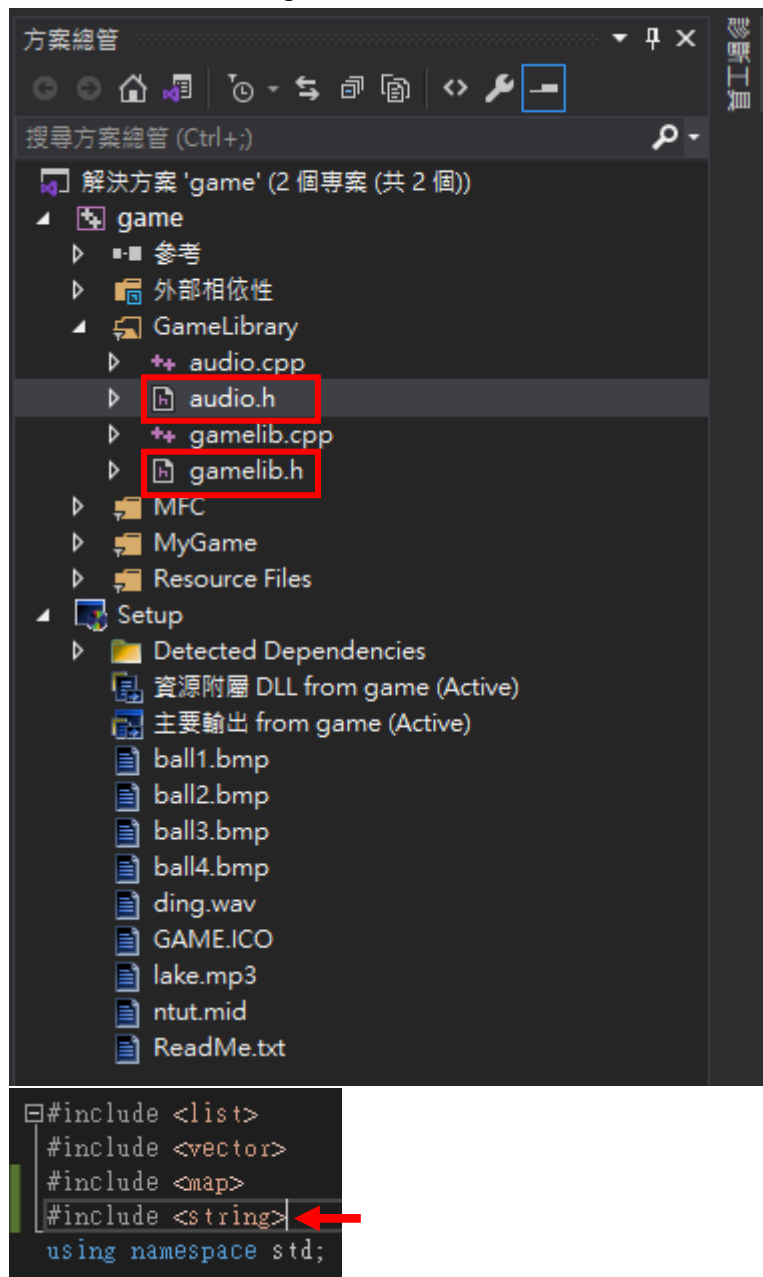 方案總管
搜尋方案總管 (Ctrl+;)
解決方案 'game' (2 個專案 (共 2 個))
game
參考
外部相依性
GameLibrary
audio.cpp
audio.h
gamelib.cpp
gamelib.h
MFC
MyGame
Resource Files
Setup
Detected Dependencies
資源附屬 DLL from game (Active)
主要輸出 from game (Active)
ball1.bmp
ball2.bmp
ball3.bmp
ball4.bmp
ding.wav
GAME.ICO
lake.mp3
ntut.mid
ReadMe.txt
診斷工具
#include <list>
#include <vector>
#include <map>
#include <string>
using namespace std;